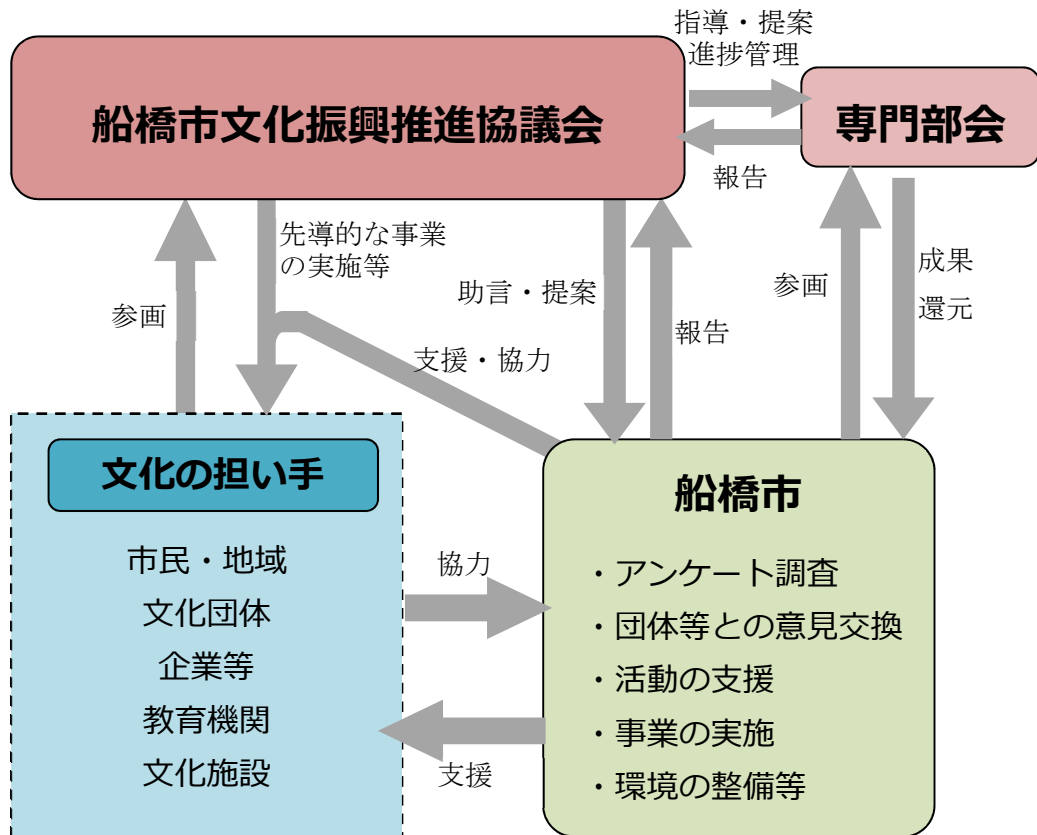 指導・提案
進捗管理
船橋市文化振興推進協議会
専門部会
報告
先導的な事業
の実施等
参画
助言・提案
報告
参画
成果
還元
支援・協力
文化の担い手
市民・地域
文化団体
企業等
教育機関
文化施設
協力
支援
船橋市
・アンケート調査
・団体等との意見交換
・活動の支援
・事業の実施
・環境の整備等